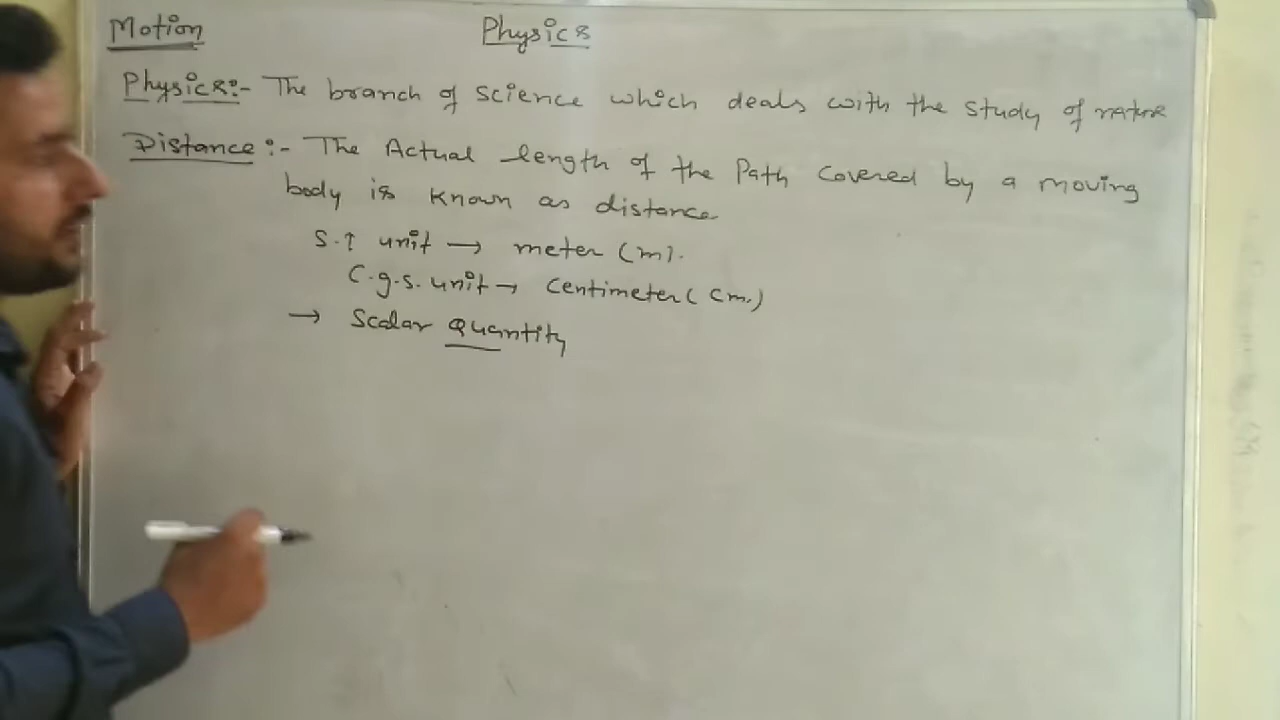 Motion Physics
Physics:- The branch of science which deals with the study of nature
Distance:- The Actual length of the Path covered by a moving
body is known as distance
S.I unit → meter (m).
C.g.s. unit → centimeter (cm.)
→ Scalar Quantity